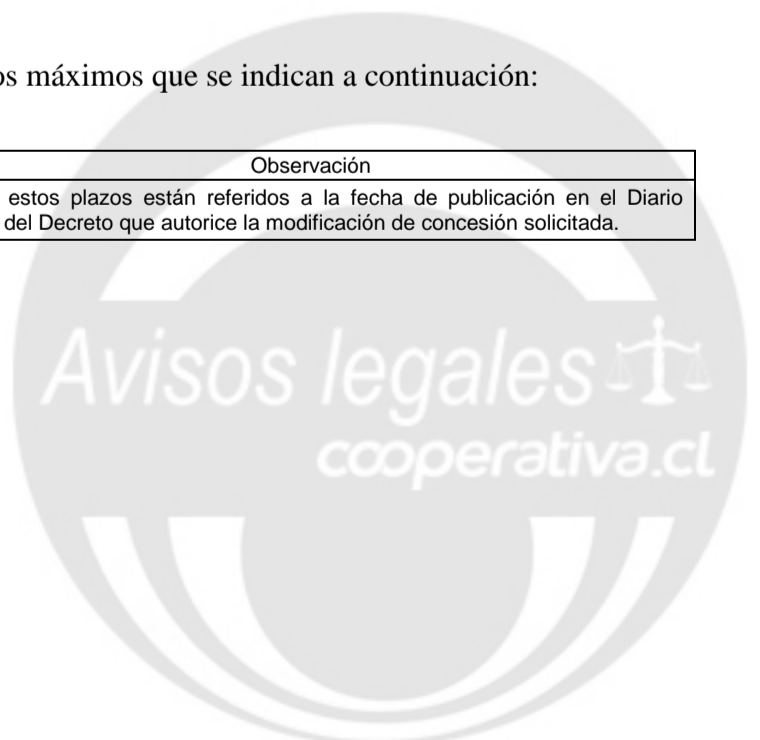 os máximos que se indican a continuación:
Observación
estos plazos están referidos a la fecha de publicación en el Diario
del Decreto que autorice la modificación de concesión solicitada.
Avisos legales
cooperativa.cl